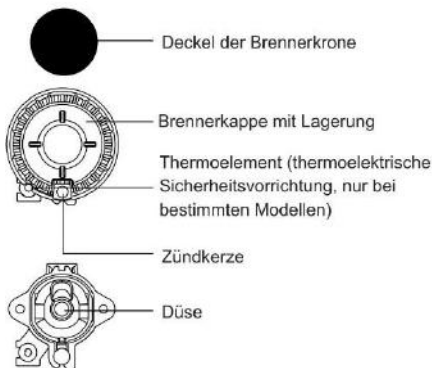 Deckel der Brennerkrone
Brennerkappe mit Lagerung
Thermoelement (thermoelektrische
Sicherheitsvorrichtung, nur bei
bestimmten Modellen)
Zündkerze
Düse